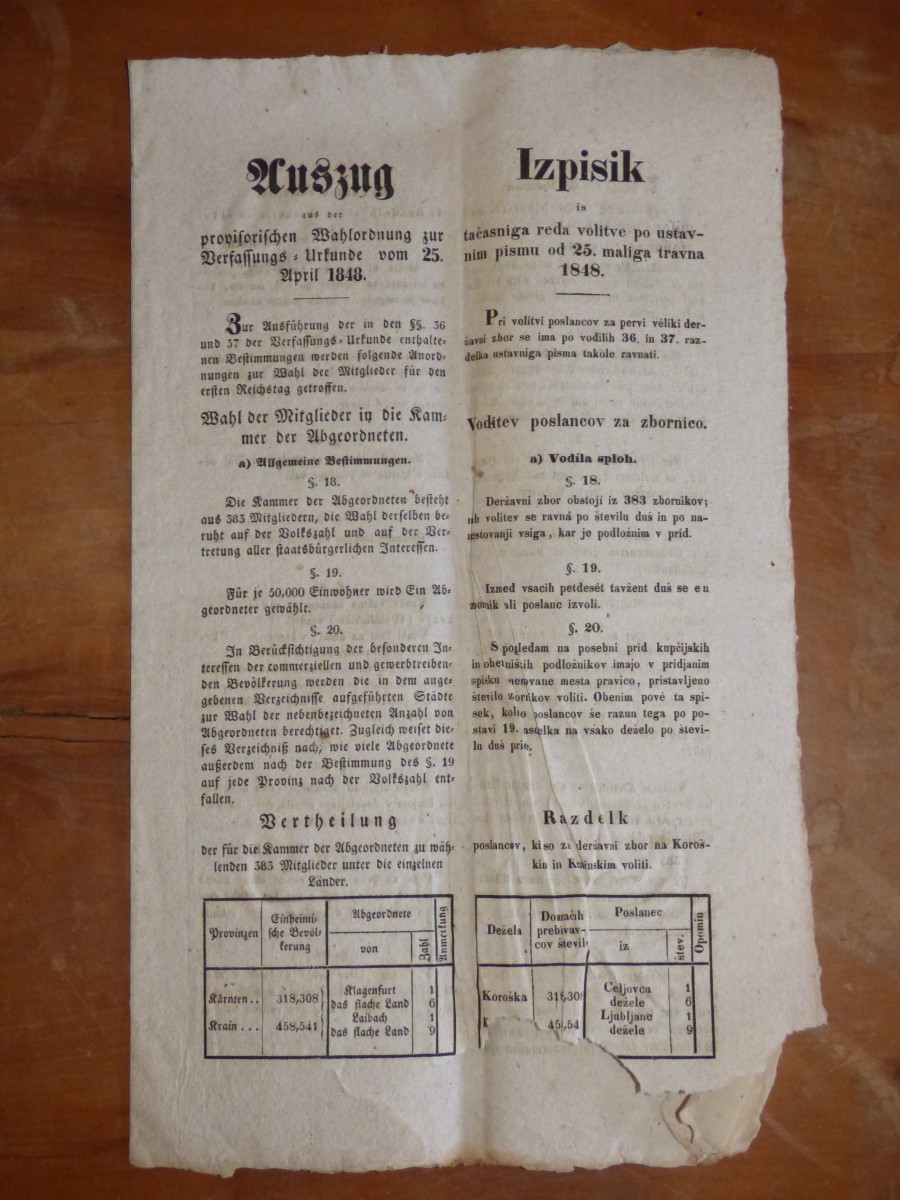 Auszug
aus der
provisorischen Wahlordnung zur
Verfassungs-Urkunde vom 25.
April 1848.
Zur Ausführung der in den §§. 36
und 37 der Verfassungs-Urkunde enthalte-
nen Bestimmungen werden folgende Anord-
nungen zur Wahl der Mitglieder für den
ersten Reichstag getroffen.
Wahl der Mitglieder in die Kam-
mer der Abgeordneten.
a) Allgemeine Bestimmungen.
§. 18.
Die Kammer der Abgeordneten besteht
aus 383 Mitgliedern, die Wahl derselben be-
ruht auf der Volkszahl und auf der Ver-
tretung aller staatsbürgerlichen Interessen.
§. 19.
Für je 50,000 Einwohner wird Ein Ab-
geordneter gewählt.
§. 20.
In Berücksichtigung der besonderen In-
teressen der commerziellen und gewerbtreiben-
den Bevölkerung werden die in dem ange-
gebenen Verzeichnisse aufgeführten Städte
zur Wahl der nebenbezeichneten Anzahl von
Abgeordneten berechtiget. Zugleich weiset die-
ses Verzeichniß nach, wie viele Abgeordnete
außerdem nach der Bestimmung des §. 19
auf jede Provinz nach der Volkszahl ent-
fallen.
Vertheilung
der für die Kammer der Abgeordneten zu wäh-
lenden 383 Mitglieder unter die einzelnen
Länder.
Provinzen
Einheimi-
sche Bevöl-
kerung
Abgeordnete
von
Zahl
Anmerkung
Kärnten . . 318,308 Klagenfurt 1
das flache Land 6
Krain . . . 458,541 Laibach 1
das flache Land 9
Izpisik
is
tačasniga reda volitve po ustav-
nim pismu od 25. maliga travna
1848.
Pri volitvi poslancov za pervi véliki der-
žavni zbor se ima po vodilih 36. in 37. raz-
delka ustavniga pisma takole ravnati.
Voditev poslancov za zbornico.
a) Vodila sploh.
§. 18.
Deržavni zbor obstojí iz 383 zbornikov;
njih volitev se ravná po številu duš in po na-
mestovanji vsiga, kar je podložnim v prid.
§. 19.
Izmed vsacih petdesét tavžent duš se en
zbornik ali poslanc izvoli.
§. 20.
S pogledam na posebni prid kupčijskih
in obertniških podložnikov imajo v pridjanim
spisku imenvane mesta pravico, pristavljeno
število zbornikov voliti. Obenim pové ta spi-
sek, koliko poslancov še razun tega po po-
stavi 19. razdelka na vsako deželo po števi-
lu duš pride.
Razdelk
poslancov, ki so za deržavni zbor na Koroš-
kim in Krainskim voliti.
Dežela
Domačih
prebivav-
cov število
Poslanec
iz
štev.
Opomin
Koroška 318,30 Celjovca 1
dežele 6
K 458,54 Ljubljane 1
dežele 9